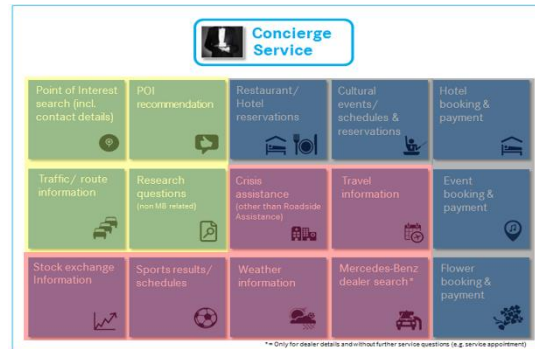 Concierge
Service
Point of Interest
search (incl.
contact details)
POI
recommendation
Restaurant/
Hotel
reservations
Cultural
events/
schedules &
reservations
Hotel
booking &
payment
Traffic/ route
information
Research
questions
(non MB related)
Crisis
assistance
(other than Roadside
Assistance)
Travel
information
Event
booking &
payment
Stock exchange
Information
Sports results/
schedules
Weather
information
Mercedes-Benz
dealer search*
Flower
booking &
payment
*= Only for dealer details and without further service questions (e.g. service appointment)